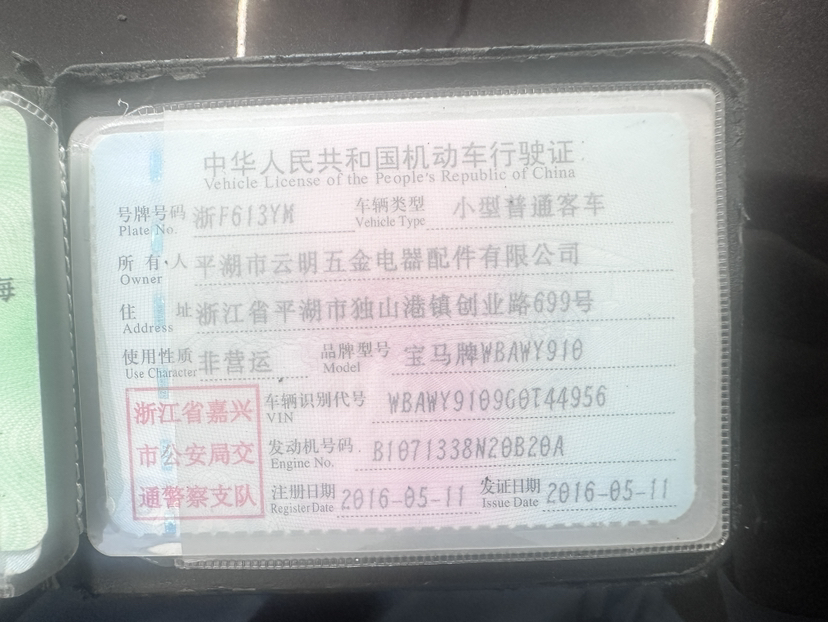 中华人民共和国机动车行驶证
Vehicle License of the People's Republic of China
号牌号码 浙F613YM 车辆类型 小型普通客车
Plate No. Vehicle Type
所有人 平湖市云明五金电器配件有限公司
Owner
住址 浙江省平湖市独山港镇创业路699号
Address
使用性质 非营运 品牌型号 宝马牌WBAWY910
Use Character Model
浙江省嘉兴 车辆识别代号 WBAWY9109G0T44956
VIN
市公安局交 发动机号码 B1071338N20B20A
Engine No.
通警察支队 注册日期 2016-05-11 发证日期 2016-05-11
Register Date Issue Date